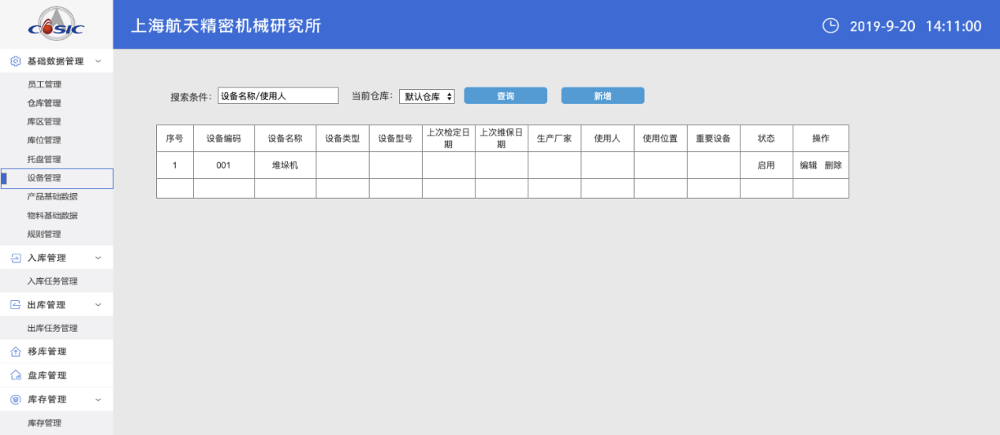 COSIC
上海航天精密机械研究所
2019-9-20 14:11:00
基础数据管理
员工管理
仓库管理
库区管理
库位管理
托盘管理
设备管理
产品基础数据
物料基础数据
规则管理
入库管理
入库任务管理
出库管理
出库任务管理
移库管理
盘库管理
库存管理
库存管理
搜索条件： 设备名称/使用人 当前仓库： 默认仓库 查询 新增
序号 设备编码 设备名称 设备类型 设备型号 上次检定日期 上次维保日期 生产厂家 使用人 使用位置 重要设备 状态 操作
1 001 堆垛机 启用 编辑 删除